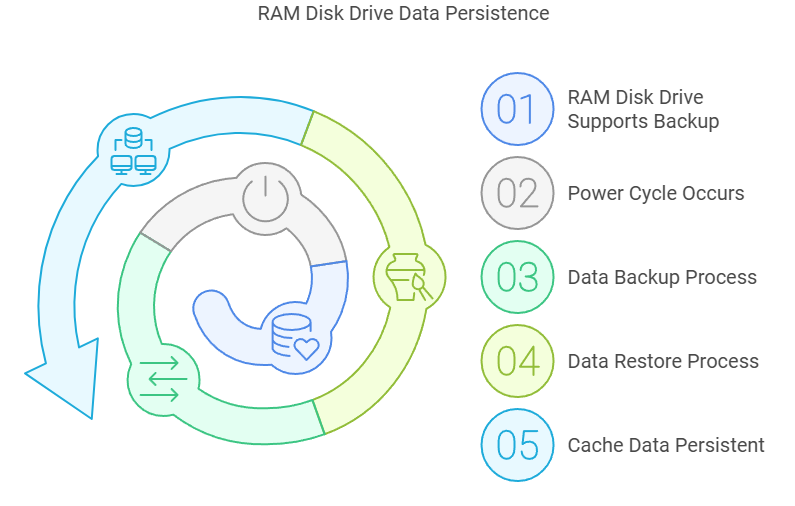 RAM Disk Drive Data Persistence
01
RAM Disk Drive
Supports Backup
02
Power Cycle Occurs
03
Data Backup Process
04
Data Restore Process
05
Cache Data Persistent